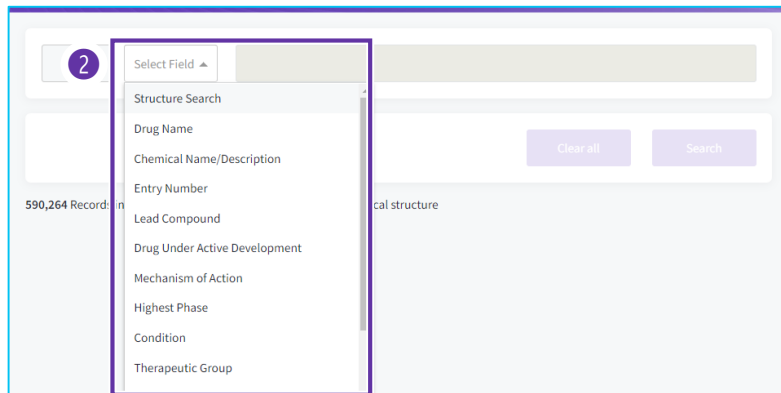 2
Select Field
Structure Search
Drug Name
Chemical Name/Description
Clear all
Search
Entry Number
590,264 Records in
cal structure
Lead Compound
Drug Under Active Development
Mechanism of Action
Highest Phase
Condition
Therapeutic Group